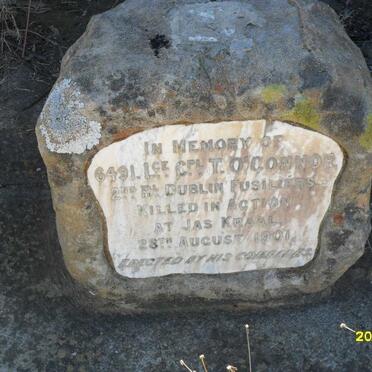 IN MEMORY OF
6491. LCE CPL T. O'CONNOR
2ND BN. DUBLIN FUSILIERS
KILLED IN ACTION
AT JAS KRAAL
28TH AUGUST 1901.
ERECTED BY HIS COMRADES
20